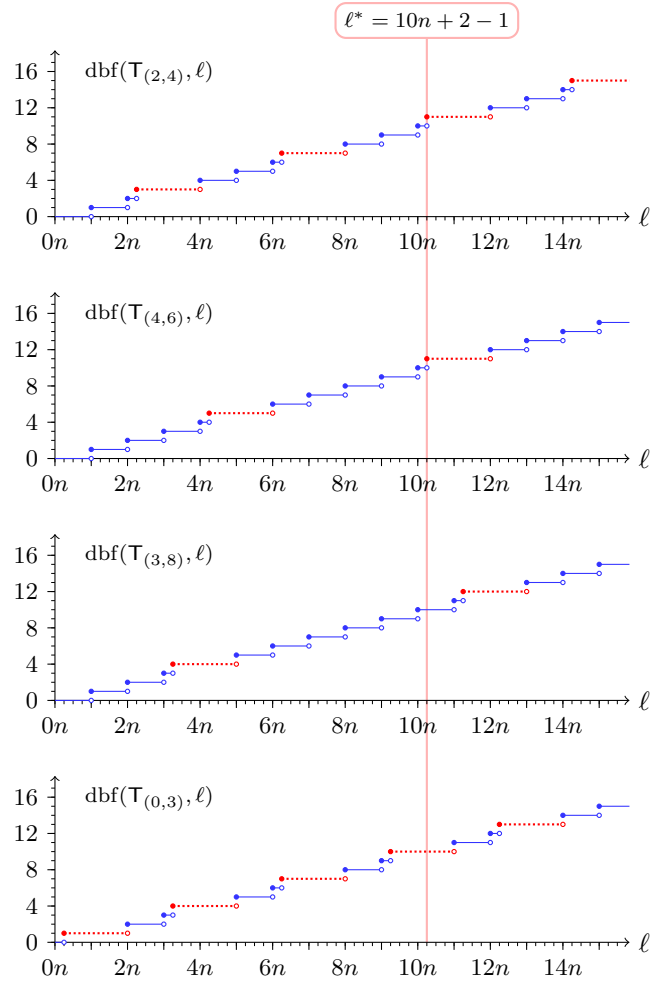 ℓ* = 10n + 2 − 1
dbf(T(2,4), ℓ)
16
12
8
4
0
0n 2n 4n 6n 8n 10n 12n 14n ℓ
dbf(T(4,6), ℓ)
16
12
8
4
0
0n 2n 4n 6n 8n 10n 12n 14n ℓ
dbf(T(3,8), ℓ)
16
12
8
4
0
0n 2n 4n 6n 8n 10n 12n 14n ℓ
dbf(T(0,3), ℓ)
16
12
8
4
0
0n 2n 4n 6n 8n 10n 12n 14n ℓ